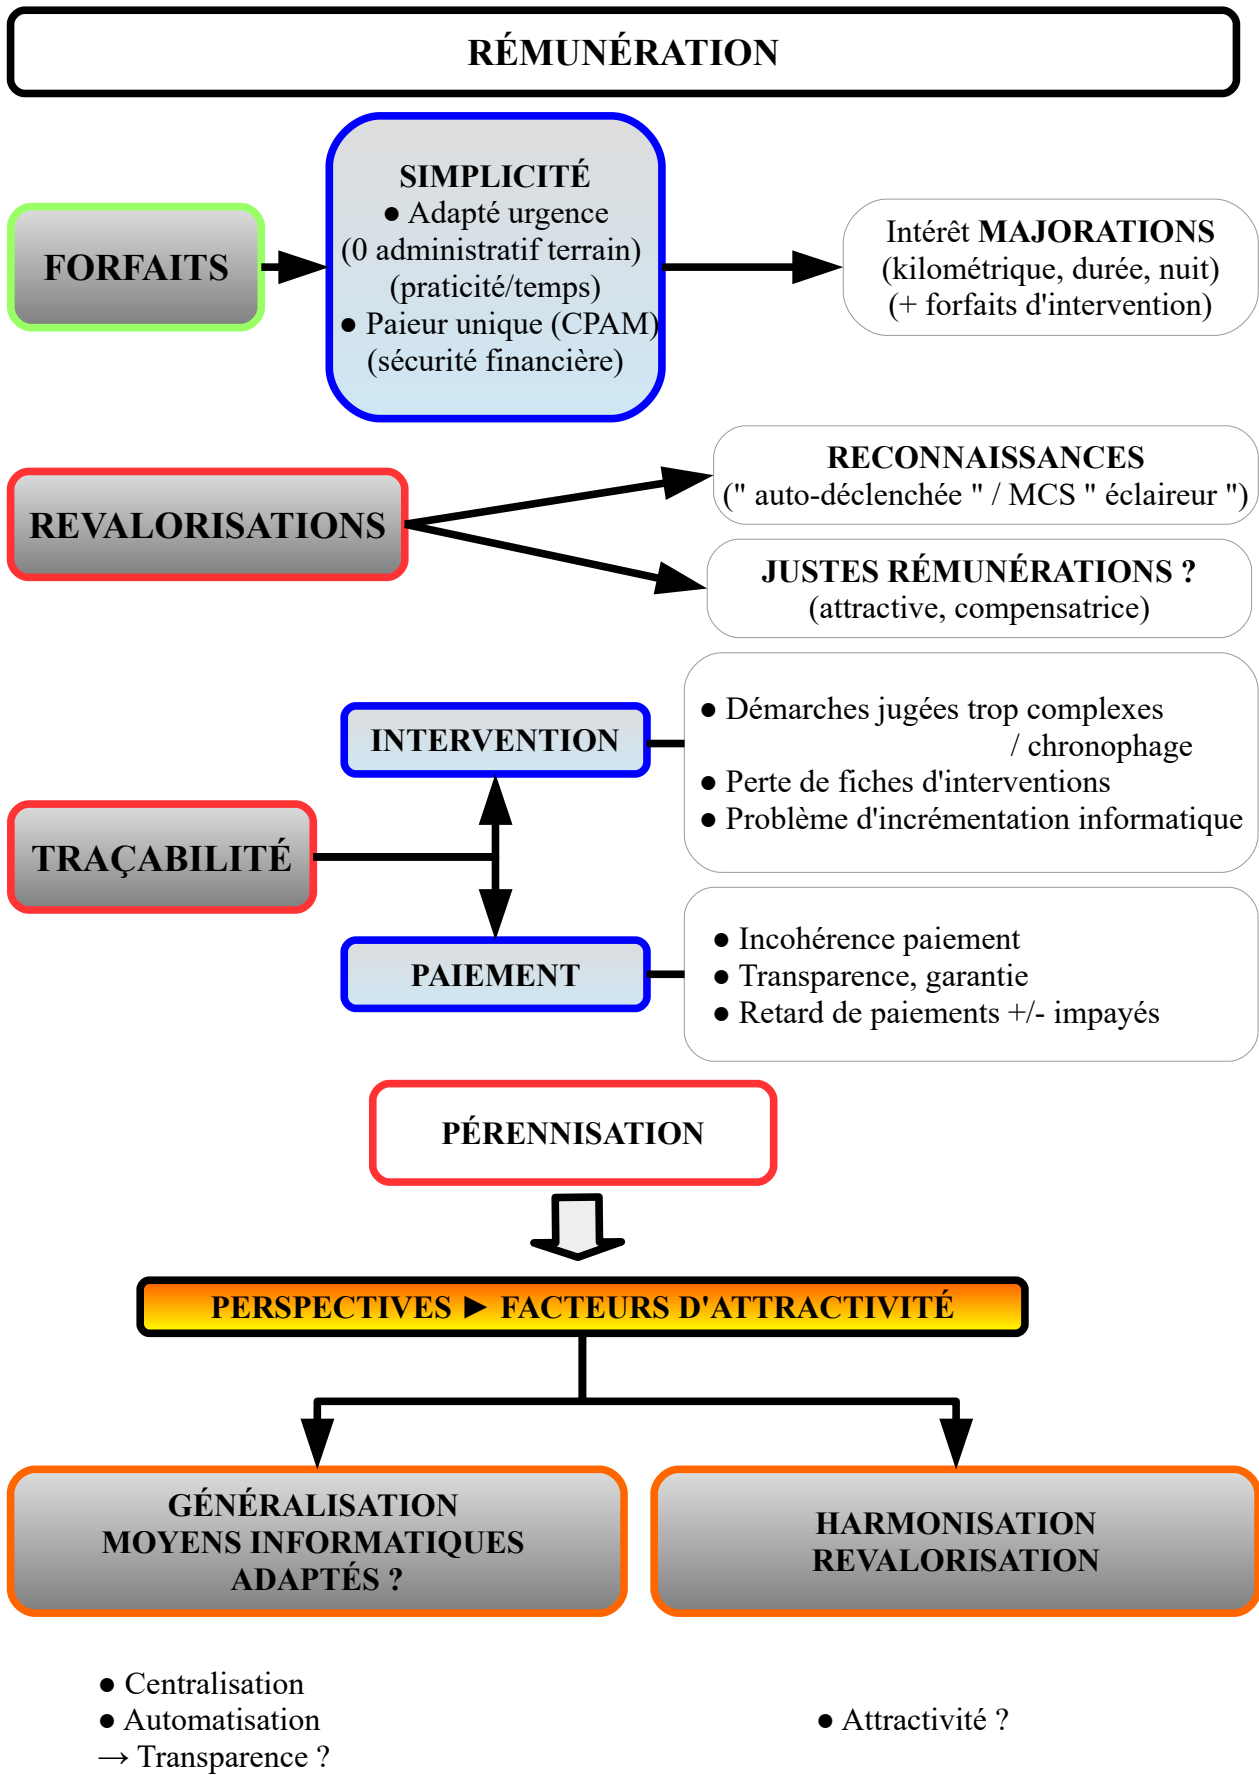 RÉMUNÉRATION
FORFAITS
SIMPLICITÉ
● Adapté urgence
(0 administratif terrain)
(praticité/temps)
● Paieur unique (CPAM)
(sécurité financière)
Intérêt MAJORATIONS
(kilométrique, durée, nuit)
(+ forfaits d'intervention)
REVALORISATIONS
RECONNAISSANCES
(" auto-déclenchée " / MCS " éclaireur ")
JUSTES RÉMUNÉRATIONS ?
(attractive, compensatrice)
TRAÇABILITÉ
INTERVENTION
● Démarches jugées trop complexes
/ chronophage
● Perte de fiches d'interventions
● Problème d'incrémentation informatique
PAIEMENT
● Incohérence paiement
● Transparence, garantie
● Retard de paiements +/- impayés
PÉRENNISATION
PERSPECTIVES ► FACTEURS D'ATTRACTIVITÉ
GÉNÉRALISATION
MOYENS INFORMATIQUES
ADAPTÉS ?
HARMONISATION
REVALORISATION
● Centralisation
● Automatisation
→ Transparence ?
● Attractivité ?